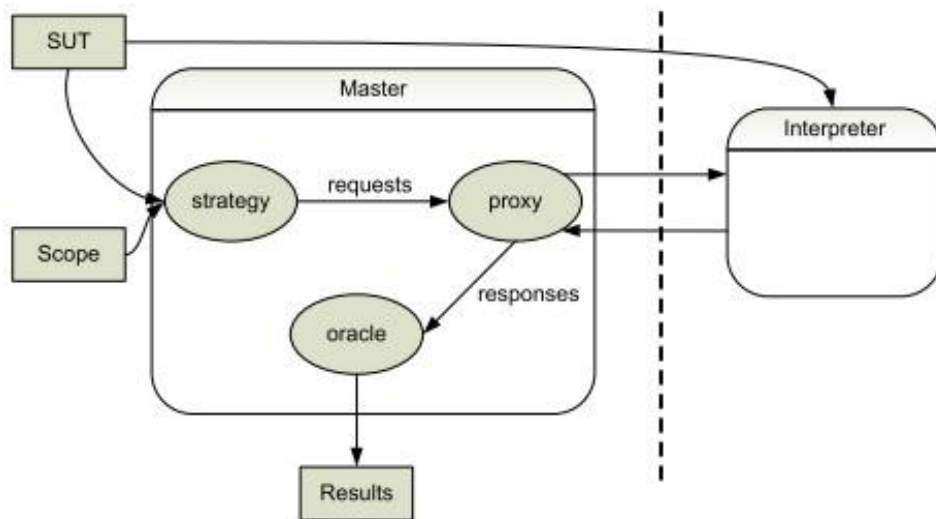 SUT
Master
Interpreter
strategy
requests
proxy
Scope
responses
oracle
Results